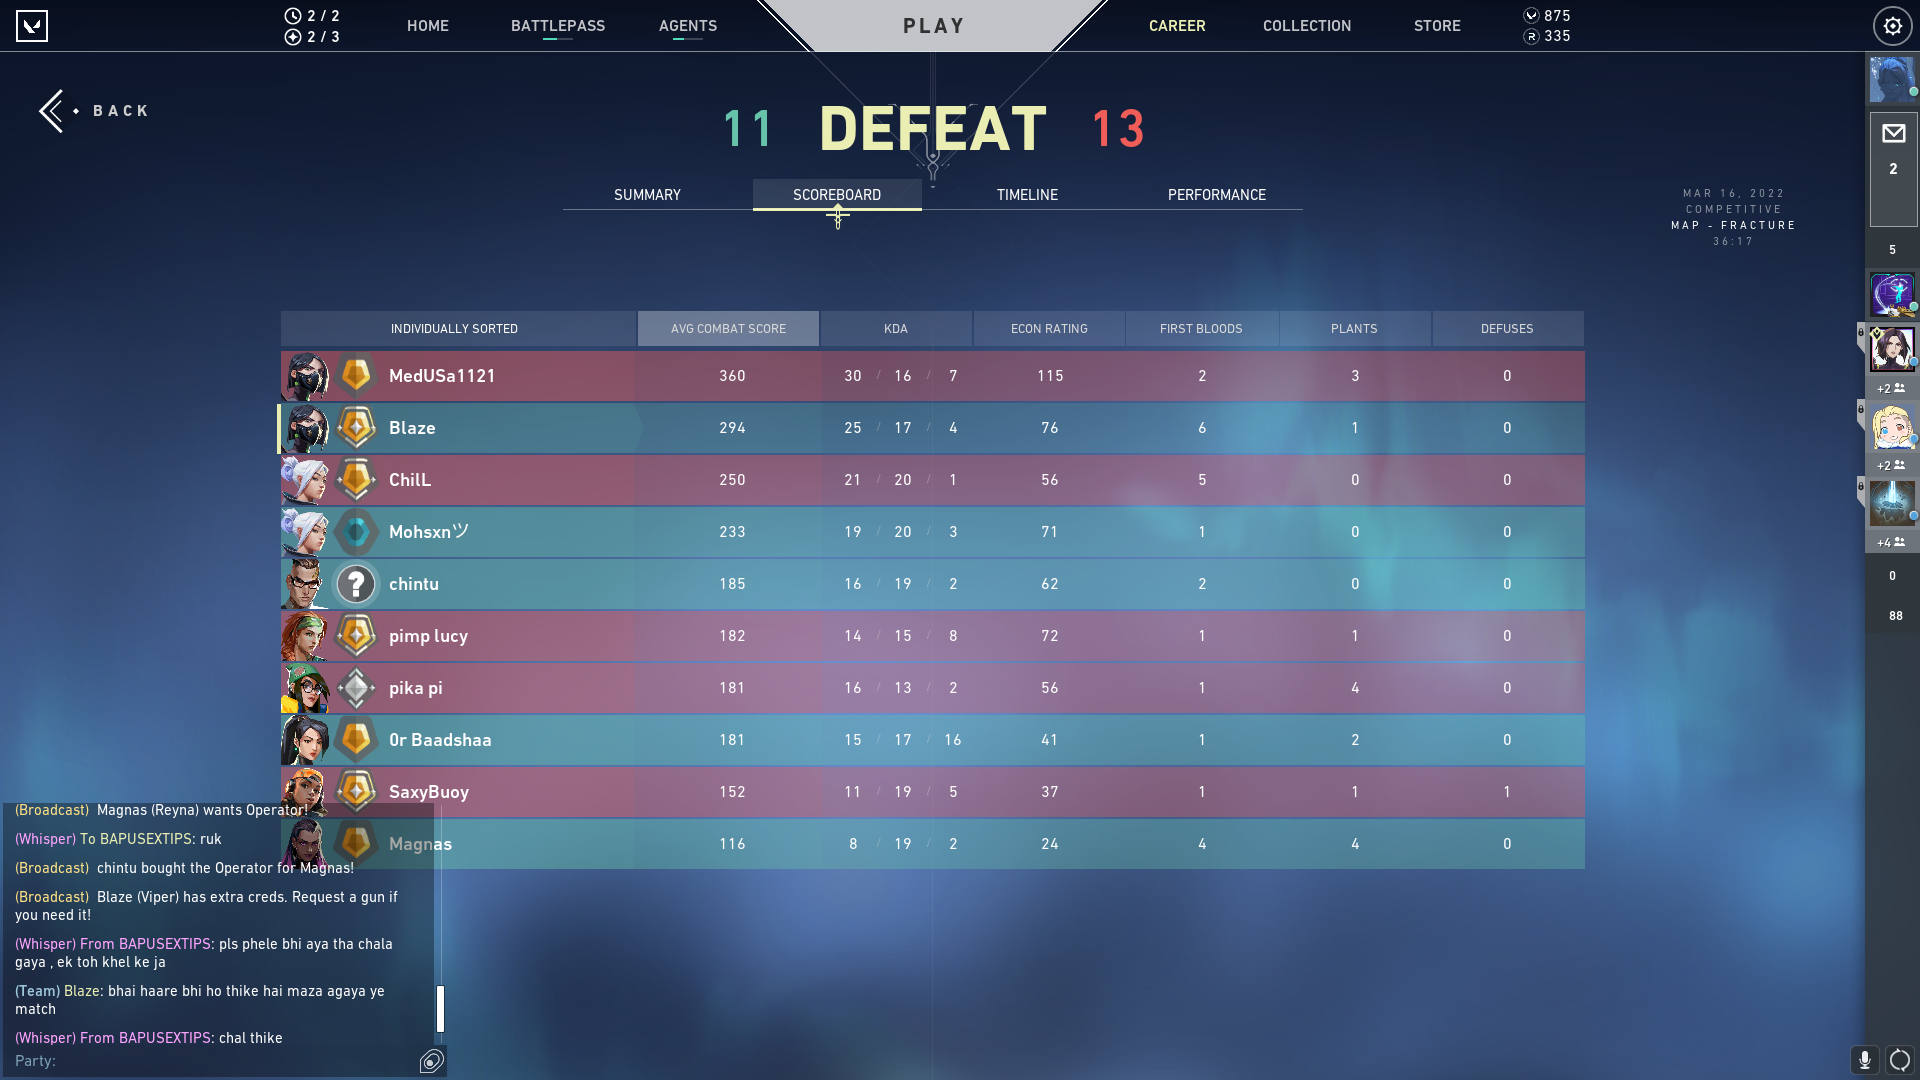 2 / 2
2 / 3
HOME
BATTLEPASS
AGENTS
PLAY
CAREER
COLLECTION
STORE
875
335
BACK
11 DEFEAT 13
SUMMARY
SCOREBOARD
TIMELINE
PERFORMANCE
MAR 16, 2022
COMPETITIVE
MAP - FRACTURE
36:17
2
5
+2
+2
+4
0
88
INDIVIDUALLY SORTED AVG COMBAT SCORE KDA ECON RATING FIRST BLOODS PLANTS DEFUSES
MedUSa1121 360 30 / 16 / 7 115 2 3 0
Blaze 294 25 / 17 / 4 76 6 1 0
ChilL 250 21 / 20 / 1 56 5 0 0
Mohsxnツ 233 19 / 20 / 3 71 1 0 0
? chintu 185 16 / 19 / 2 62 2 0 0
pimp lucy 182 14 / 15 / 8 72 1 1 0
pika pi 181 16 / 13 / 2 56 1 4 0
0r Baadshaa 181 15 / 17 / 16 41 1 2 0
SaxyBuoy 152 11 / 19 / 5 37 1 1 1
Magnas 116 8 / 19 / 2 24 4 4 0
(Broadcast) Magnas (Reyna) wants Operator!
(Whisper) To BAPUSEXTIPS: ruk
(Broadcast) chintu bought the Operator for Magnas!
(Broadcast) Blaze (Viper) has extra creds. Request a gun if
you need it!
(Whisper) From BAPUSEXTIPS: pls phele bhi aya tha chala
gaya , ek toh khel ke ja
(Team) Blaze: bhai haare bhi ho thike hai maza agaya ye
match
(Whisper) From BAPUSEXTIPS: chal thike
Party: